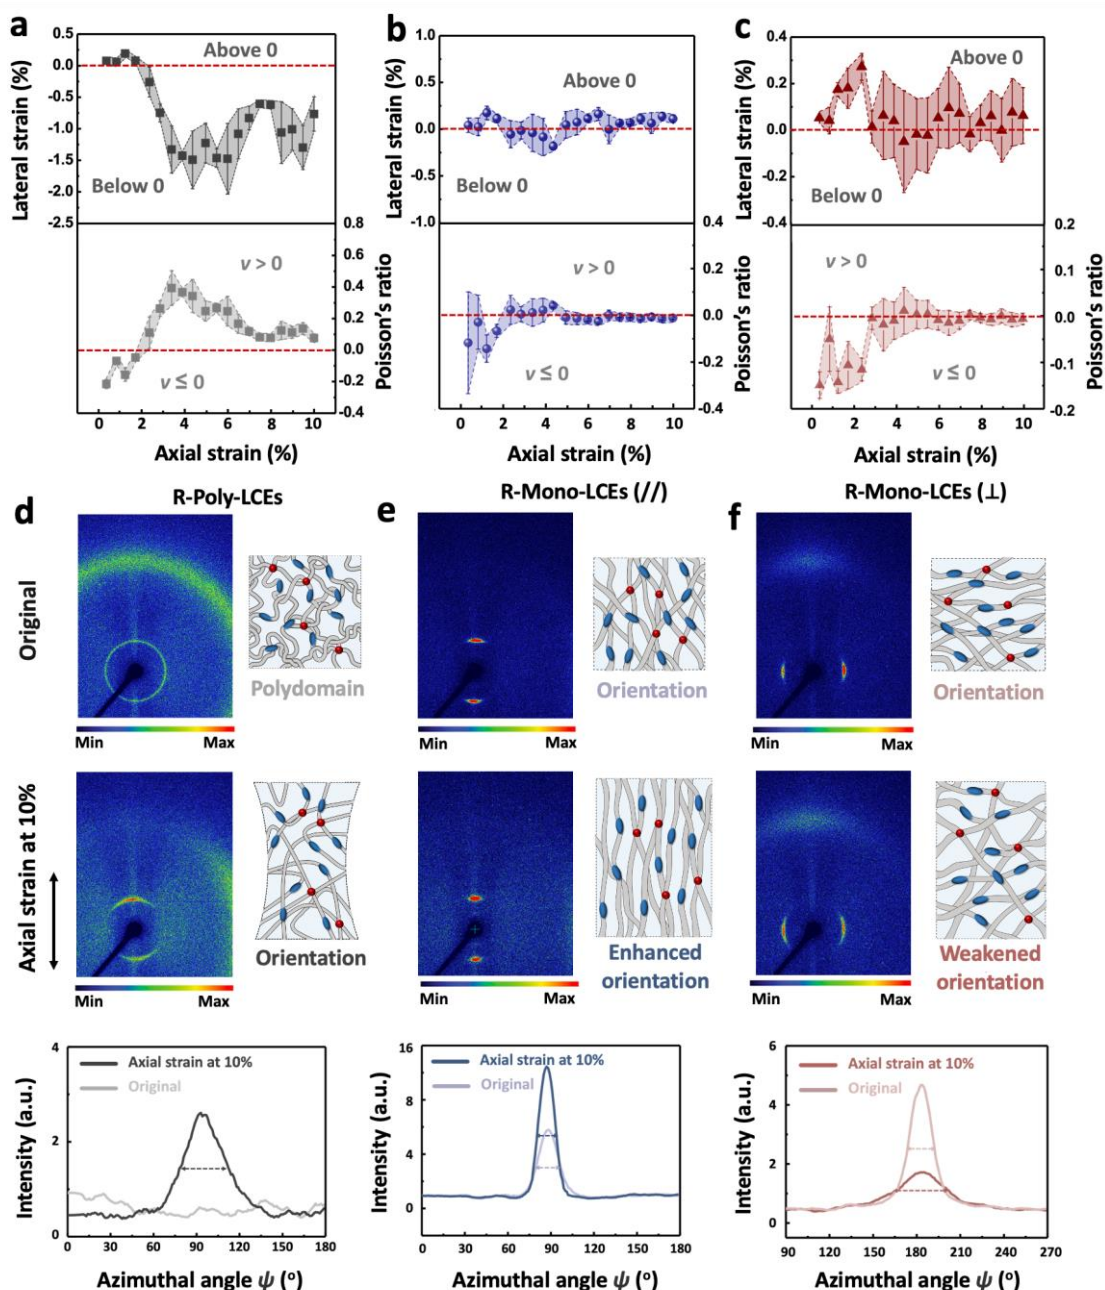 a
b
c
Lateral strain (%)
0.5
0.0
-0.5
-1.0
-1.5
-2.0
-2.5
Above 0
Below 0
0.8
0.6
0.4
0.2
0.0
-0.2
-0.4
Poisson's ratio
ν > 0
ν ≤ 0
0 2 4 6 8 10
Axial strain (%)
Lateral strain (%)
1.0
0.5
0.0
-0.5
-1.0
Above 0
Below 0
0.4
0.2
0.0
-0.2
-0.4
Poisson's ratio
ν > 0
ν ≤ 0
0 2 4 6 8 10
Axial strain (%)
Lateral strain (%)
0.4
0.2
0.0
-0.2
-0.4
Above 0
Below 0
0.2
0.1
0.0
-0.1
-0.2
Poisson's ratio
ν > 0
ν ≤ 0
0 2 4 6 8 10
Axial strain (%)
d
R-Poly-LCEs
e
R-Mono-LCEs (//)
f
R-Mono-LCEs (⊥)
Original
Polydomain
Orientation
Orientation
Min Max
Min Max
Min Max
Axial strain at 10%
Orientation
Enhanced
orientation
Weakened
orientation
Min Max
Min Max
Min Max
Intensity (a.u.)
4
2
0
Axial strain at 10%
Original
0 30 60 90 120 150 180
Azimuthal angle ψ (°)
Intensity (a.u.)
16
8
4
0
Axial strain at 10%
Original
0 30 60 90 120 150 180
Azimuthal angle ψ (°)
Intensity (a.u.)
6
4
2
0
Axial strain at 10%
Original
90 120 150 180 210 240 270
Azimuthal angle ψ (°)